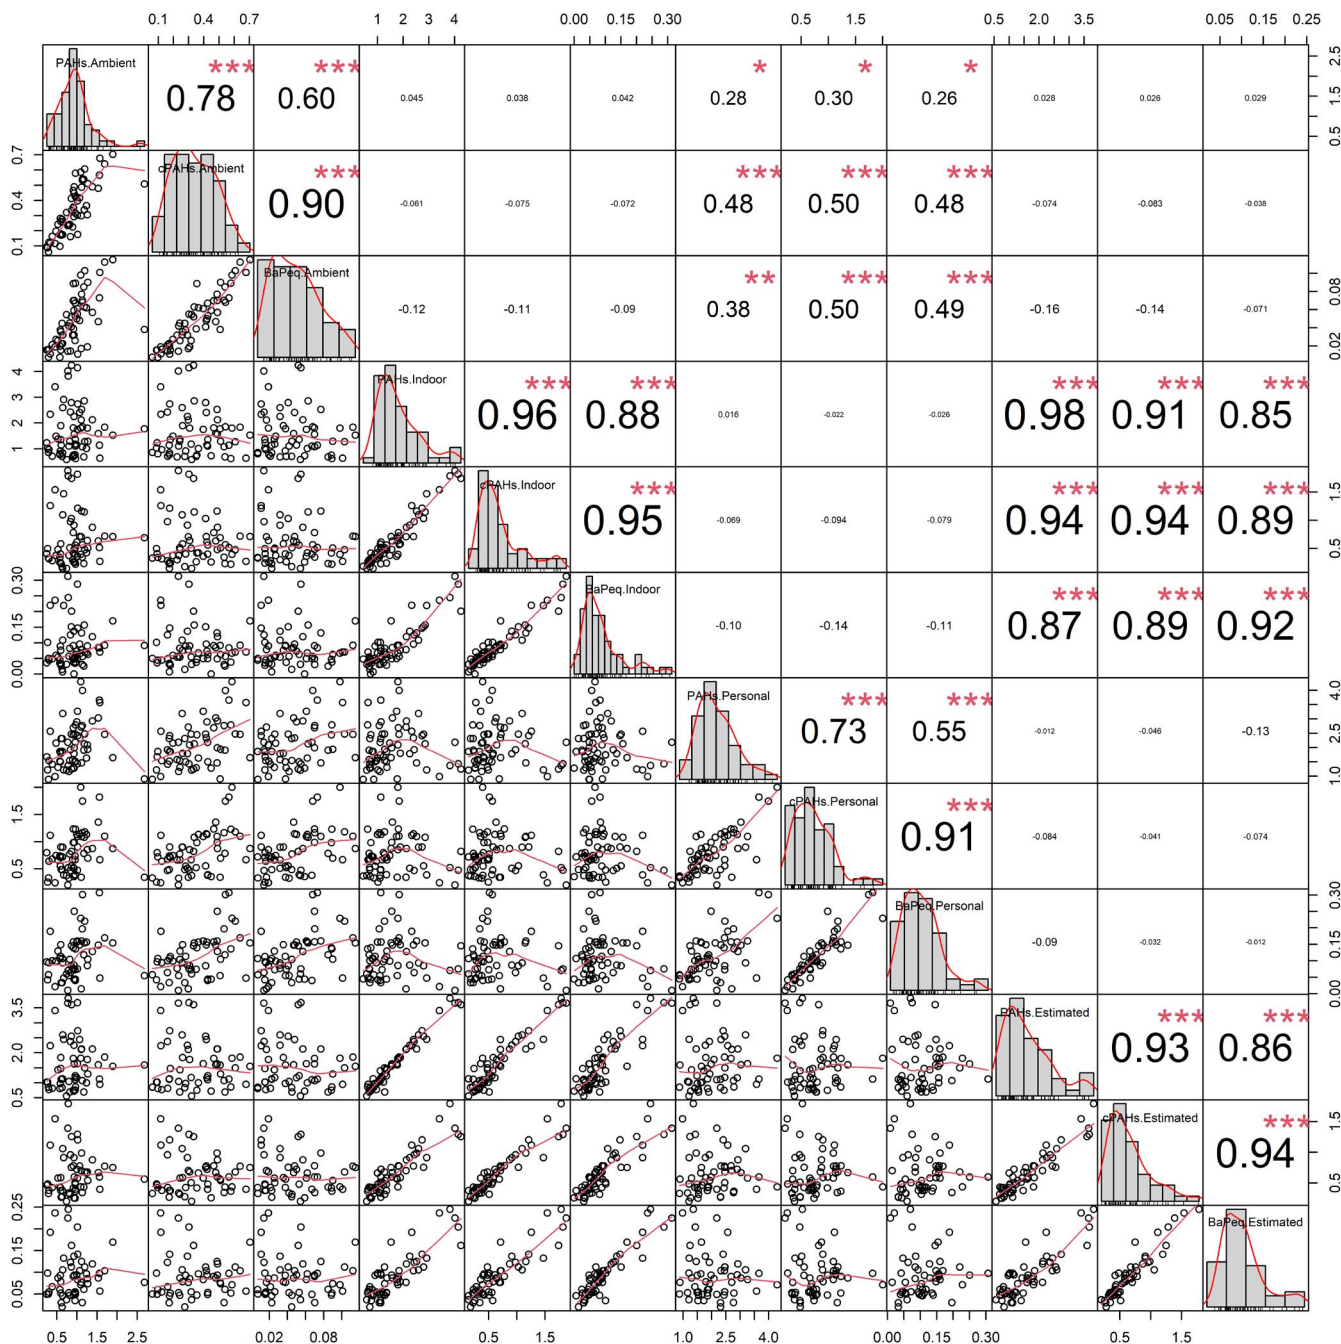 0.1 0.4 0.7 1 2 3 4 0.00 0.15 0.30 0.5 1.5 0.5 2.0 3.5 0.05 0.15 0.25
PAHs.Ambient *** 0.78 *** 0.60 0.045 0.038 0.042 * 0.28 * 0.30 * 0.26 0.028 0.026 0.029 0.5 1.5 2.5
0.1 0.4 0.7 cPAHs.Ambient *** 0.90 -0.061 -0.075 -0.072 *** 0.48 *** 0.50 *** 0.48 -0.074 -0.083 -0.038
BaPeq.Ambient -0.12 -0.11 -0.09 ** 0.38 *** 0.50 *** 0.49 -0.16 -0.14 -0.071 0.02 0.08
1 2 3 4 PAHs.Indoor *** 0.96 *** 0.88 0.016 -0.022 -0.026 *** 0.98 *** 0.91 *** 0.85
cPAHs.Indoor *** 0.95 -0.069 -0.094 -0.079 *** 0.94 *** 0.94 *** 0.89 0.5 1.5
0.00 0.15 0.30 BaPeq.Indoor -0.10 -0.14 -0.11 *** 0.87 *** 0.89 *** 0.92
PAHs.Personal *** 0.73 *** 0.55 -0.012 -0.046 -0.13 1.0 2.5 4.0
0.5 1.5 cPAHs.Personal *** 0.91 -0.084 -0.041 -0.074
BaPeq.Personal -0.09 -0.032 -0.012 0.00 0.15 0.30
0.5 2.0 3.5 PAHs.Estimated *** 0.93 *** 0.86
cPAHs.Estimated *** 0.94 0.5 1.5
0.05 0.15 0.25 BaPeq.Estimated
0.5 1.5 2.5 0.02 0.08 0.5 1.5 1.0 2.5 4.0 0.00 0.15 0.30 0.5 1.5